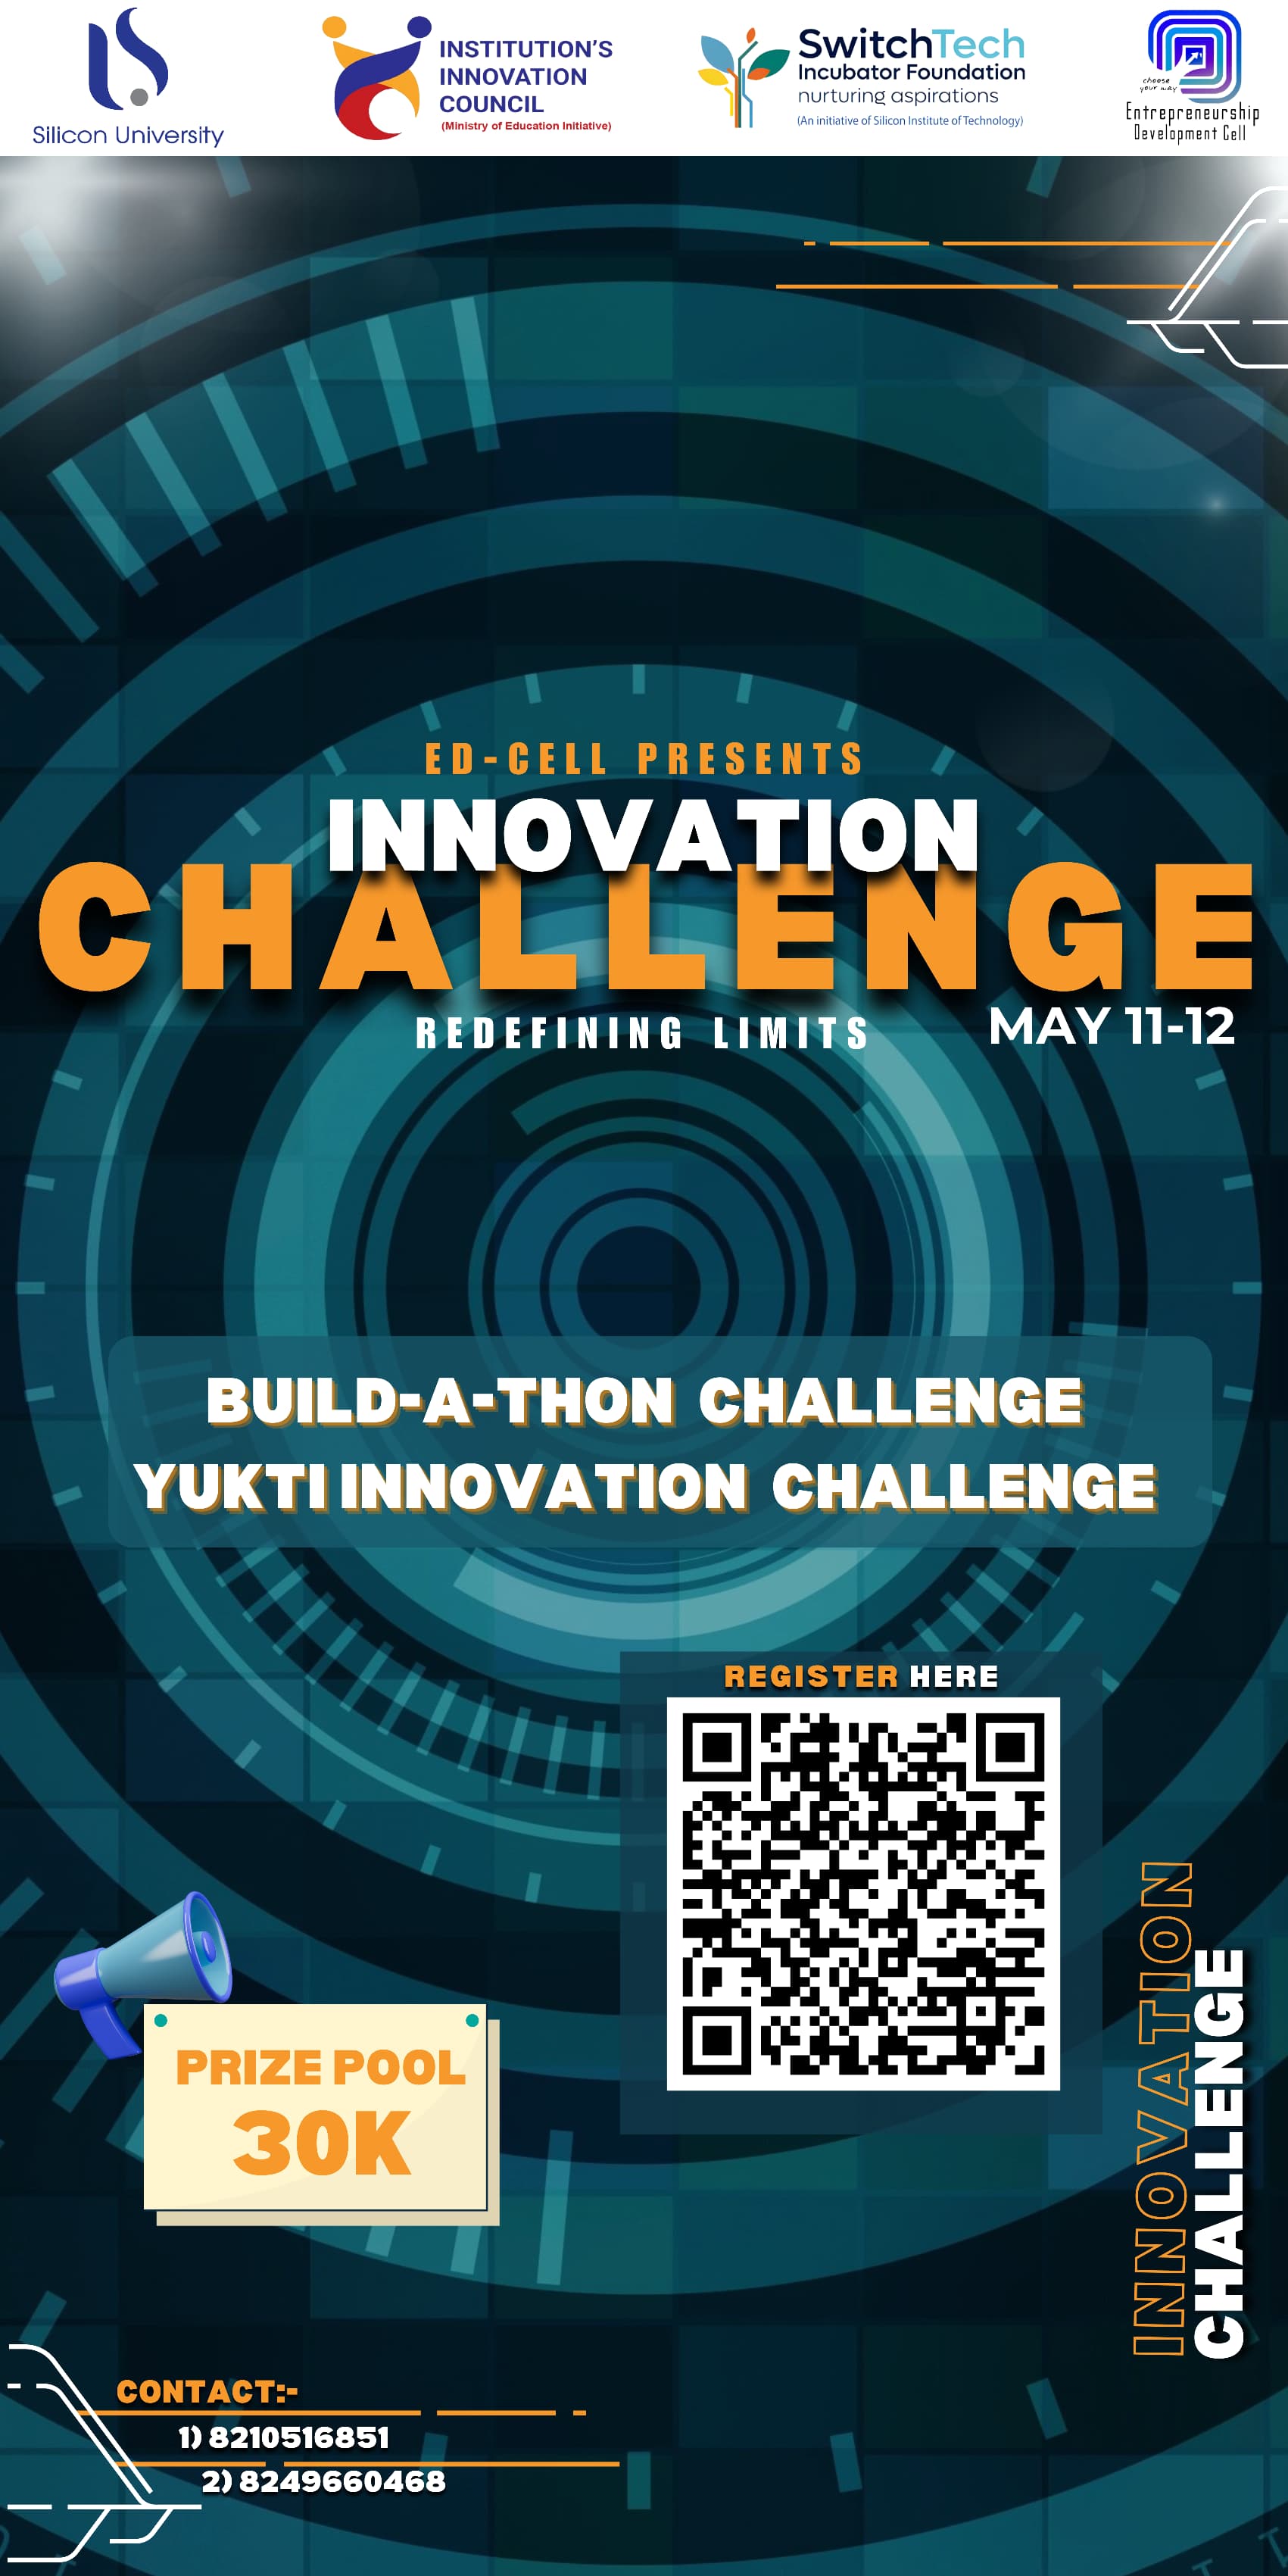 Silicon University
INSTITUTION'S
INNOVATION
COUNCIL
(Ministry of Education Initiative)
SwitchTech
Incubator Foundation
nurturing aspirations
(An initiative of Silicon Institute of Technology)
choose
your way
Entrepreneurship
Development Cell
ED-CELL PRESENTS
INNOVATION
CHALLENGE
REDEFINING LIMITS
MAY 11-12
BUILD-A-THON CHALLENGE
YUKTI INNOVATION CHALLENGE
REGISTER HERE
PRIZE POOL
30K
INNOVATION
CHALLENGE
CONTACT:-
1) 8210516851
2) 8249660468